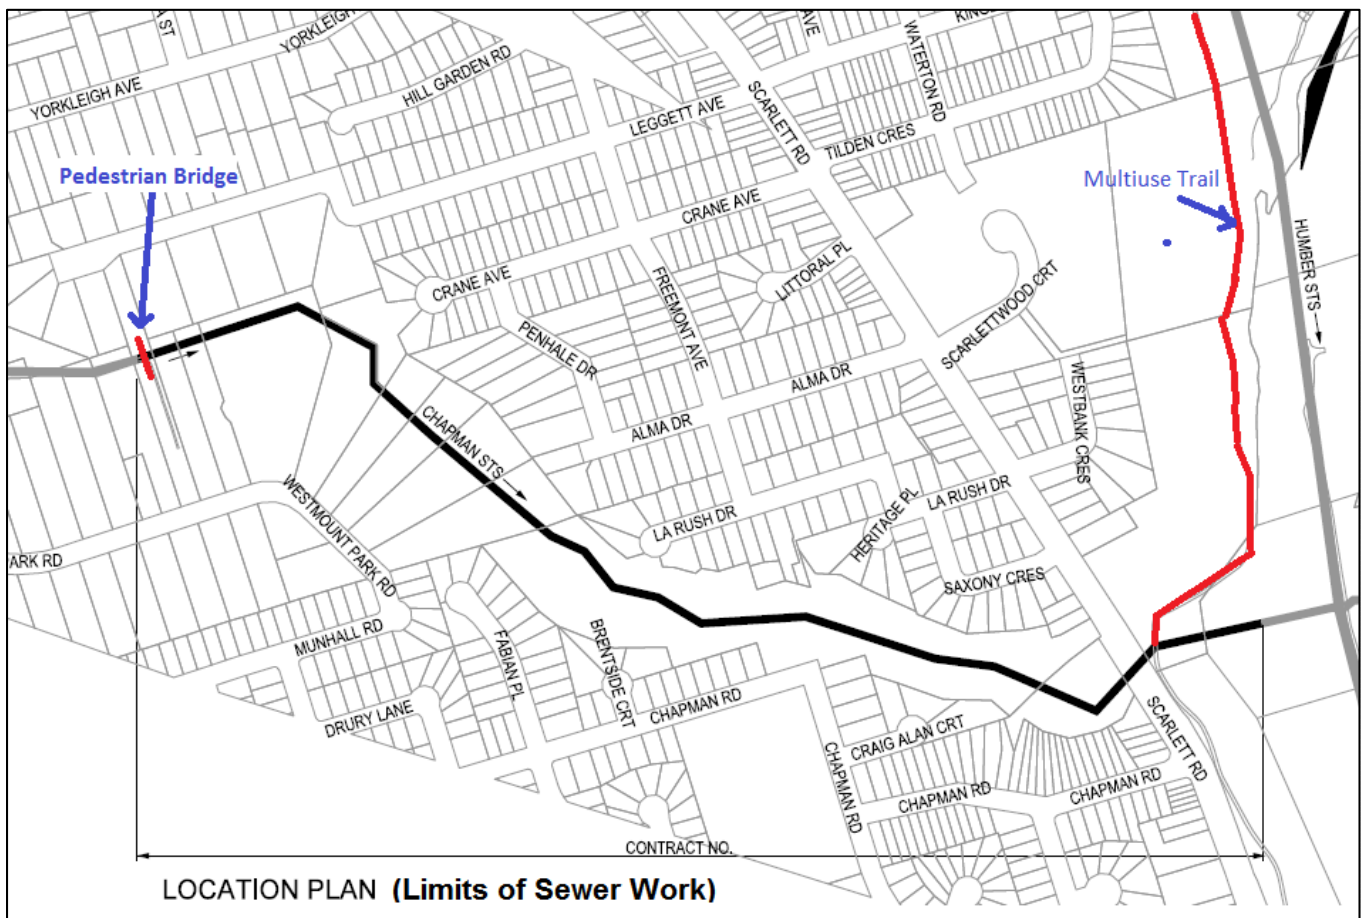 A ST
YORKLEIGH
YORKLEIGH AVE
HILL GARDEN RD
LEGGETT AVE
AVE
KING
WATERTON RD
SCARLETT RD
TILDEN CRES
Pedestrian Bridge
Multiuse Trail
CRANE AVE
HUMBER STS
CRANE AVE
FREEMONT AVE
LITTORAL PL
SCARLETTWOOD CRT
PENHALE DR
ALMA DR
WESTBANK CRES
ALMA DR
CHAPMAN STS
WESTMOUNT PARK RD
LA RUSH DR
LA RUSH DR
HERITAGE PL
ARK RD
SAXONY CRES
MUNHALL RD
FABIAN PL
BRENTSIDE CRT
CHAPMAN RD
DRURY LANE
SCARLETT RD
CRAIG ALAN CRT
CHAPMAN RD
CHAPMAN RD
CHAPMAN RD
CONTRACT NO.
LOCATION PLAN (Limits of Sewer Work)